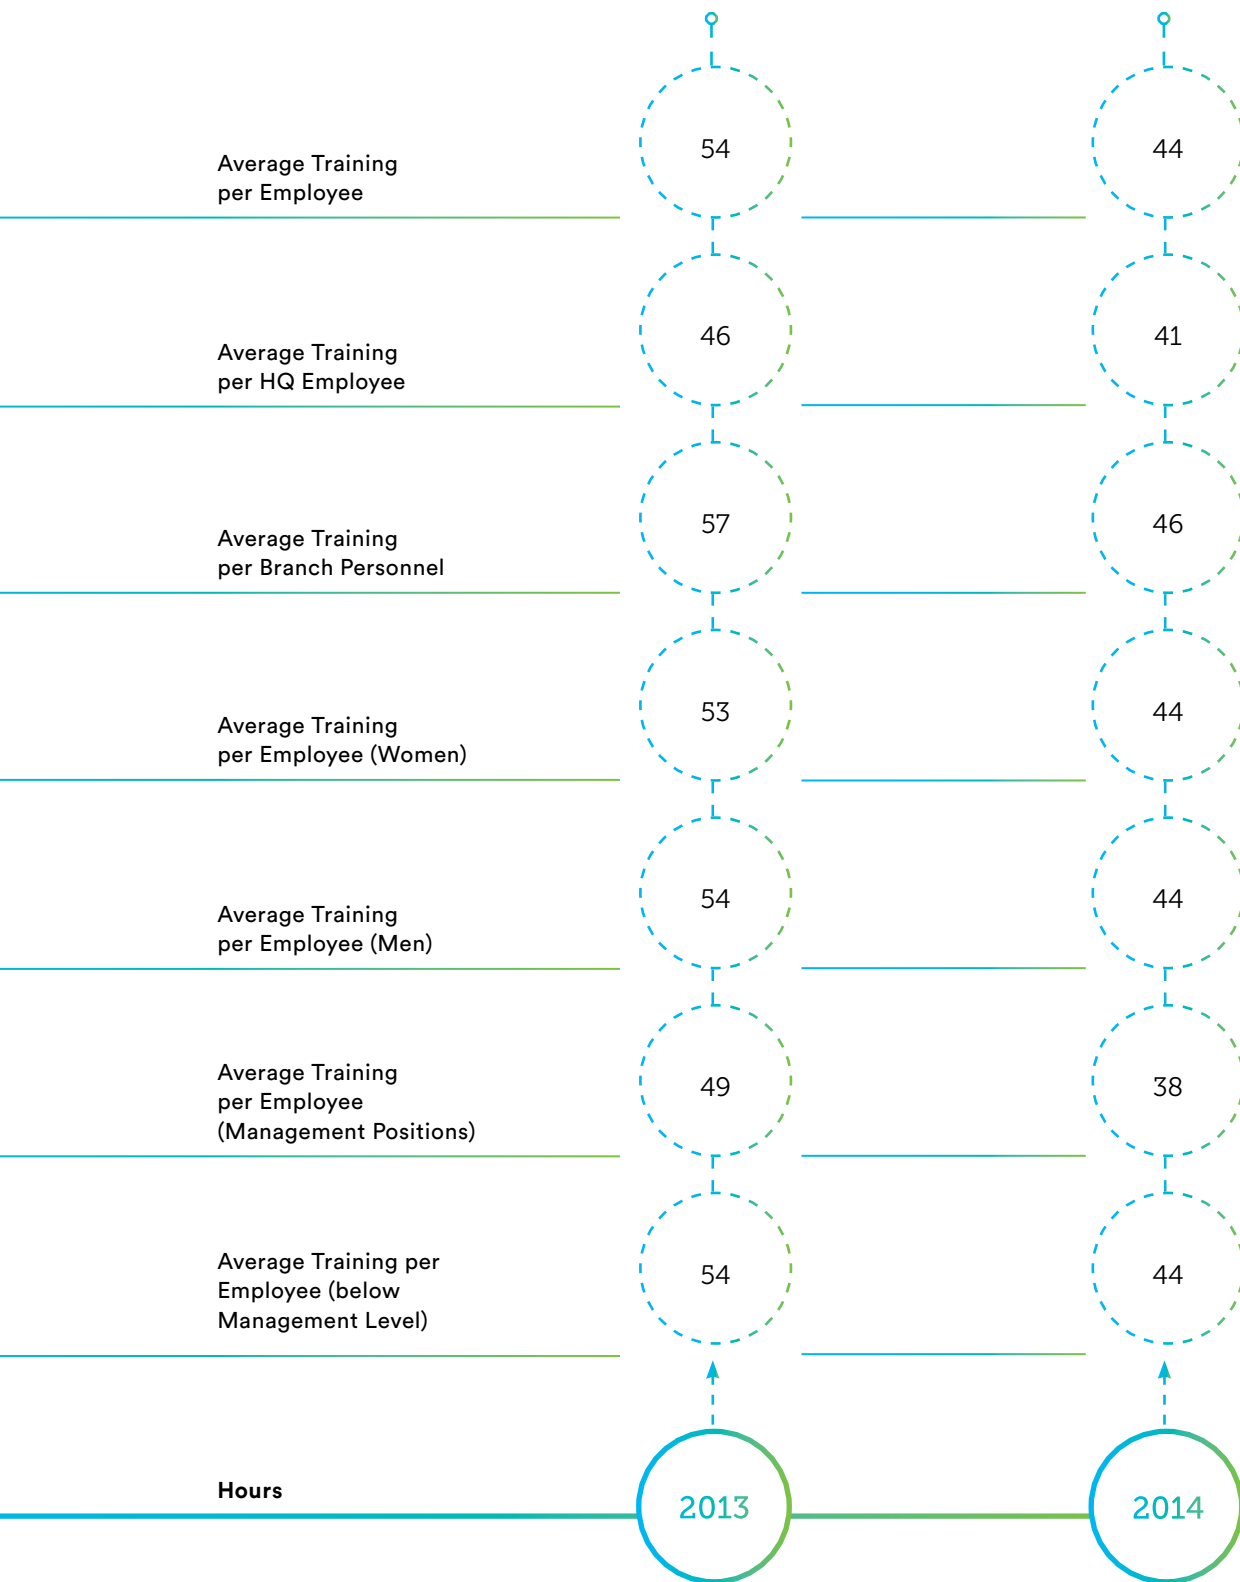 Average Training
per Employee
54
44
Average Training
per HQ Employee
46
41
Average Training
per Branch Personnel
57
46
Average Training
per Employee (Women)
53
44
Average Training
per Employee (Men)
54
44
Average Training
per Employee
(Management Positions)
49
38
Average Training per
Employee (below
Management Level)
54
44
Hours
2013
2014